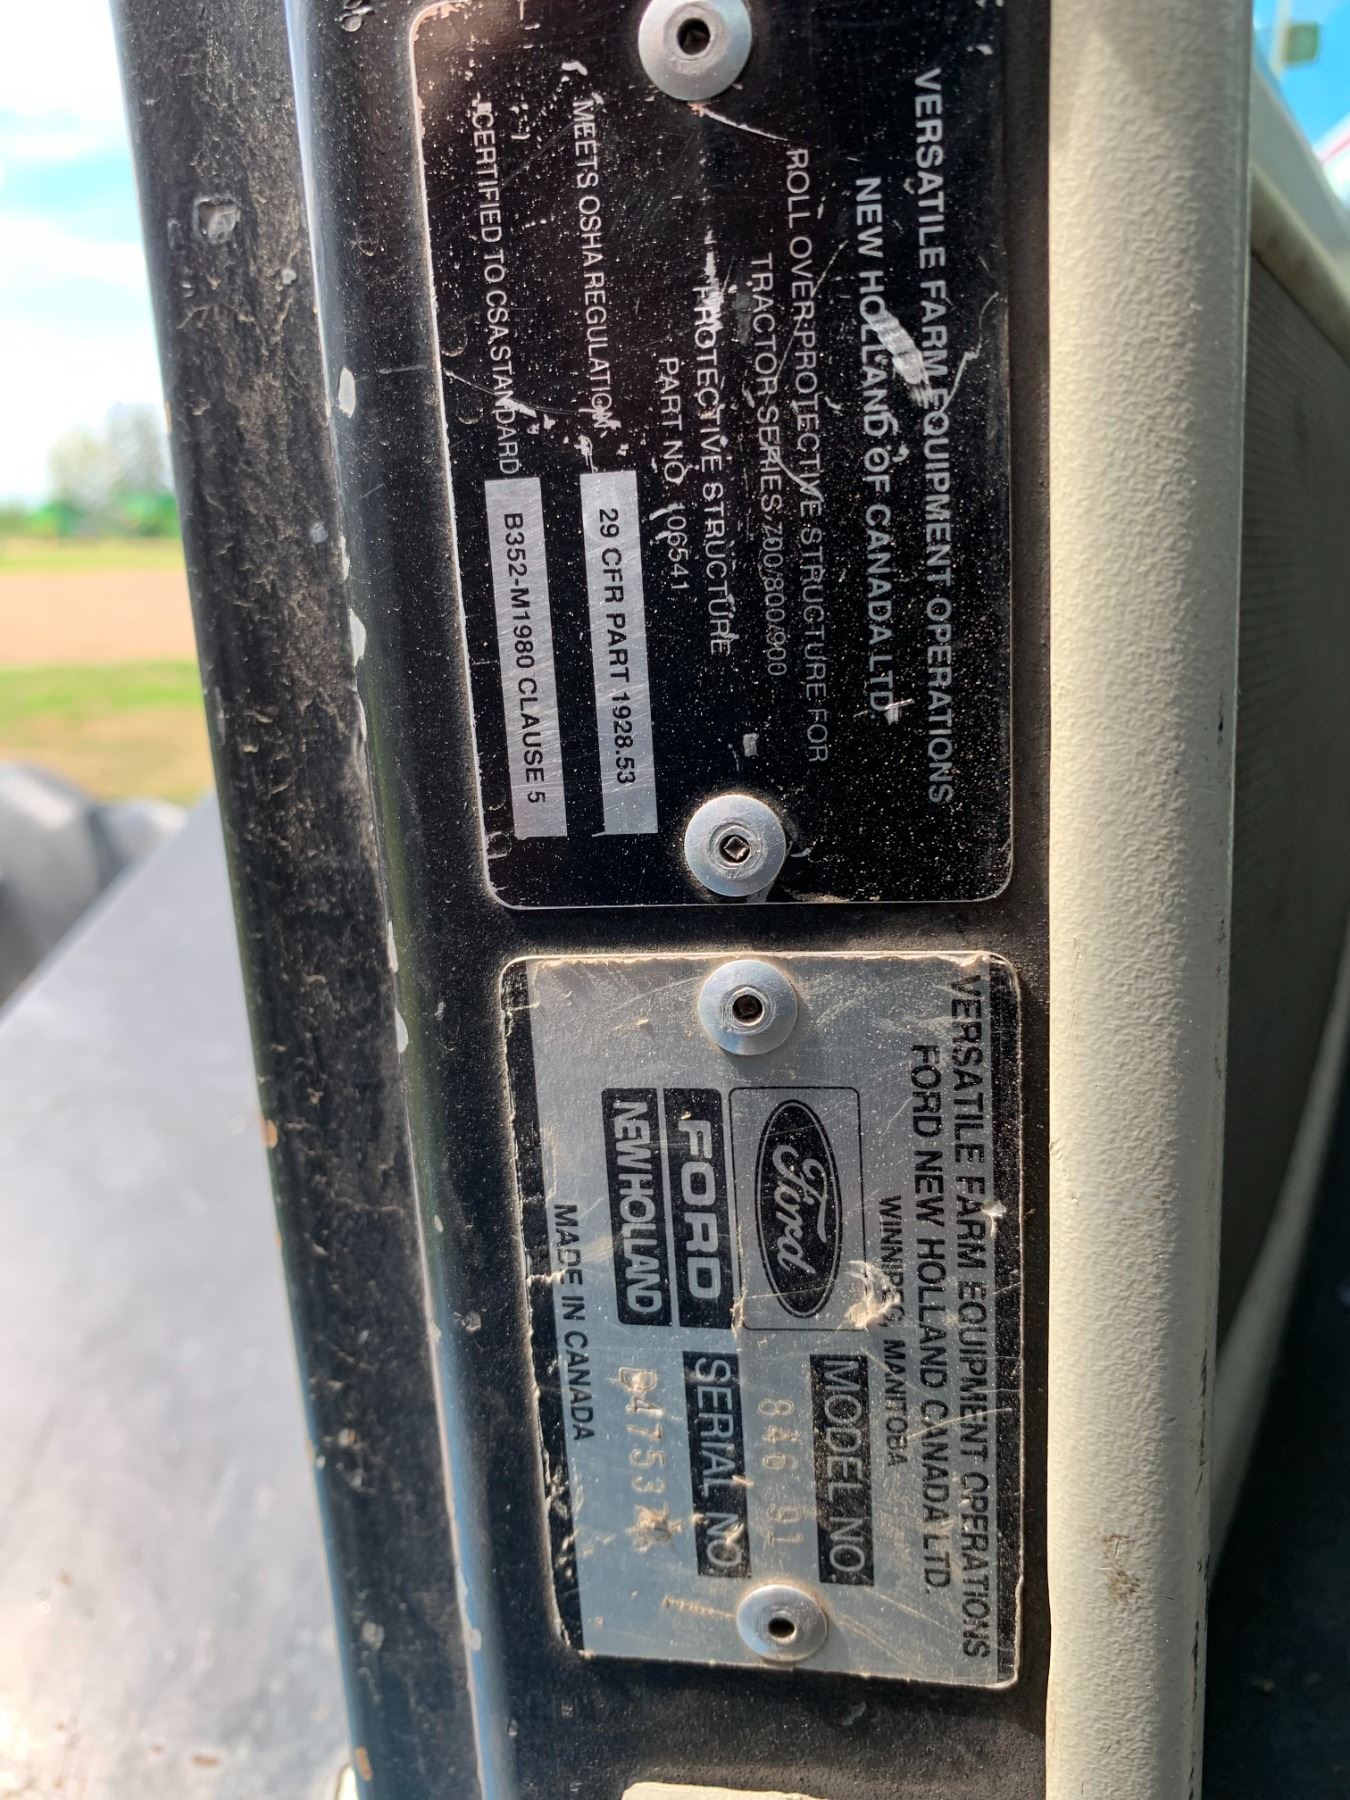 VERSATILE FARM EQUIPMENT OPERATIONS
NEW HOLLAND OF CANADA LTD.
ROLL OVER PROTECTIVE STRUCTURE FOR
TRACTOR SERIES 700/800/900
PROTECTIVE STRUCTURE
PART NO 106541
MEETS OSHA REGULATION 29 CFR PART 1928.53
CERTIFIED TO CSA STANDARD B352-M1980 CLAUSE 5
VERSATILE FARM EQUIPMENT OPERATIONS
FORD NEW HOLLAND CANADA LTD.
WINNIPEG, MANITOBA
Ford
FORD
NEW HOLLAND
MODEL NO
846 91
SERIAL NO
MADE IN CANADA